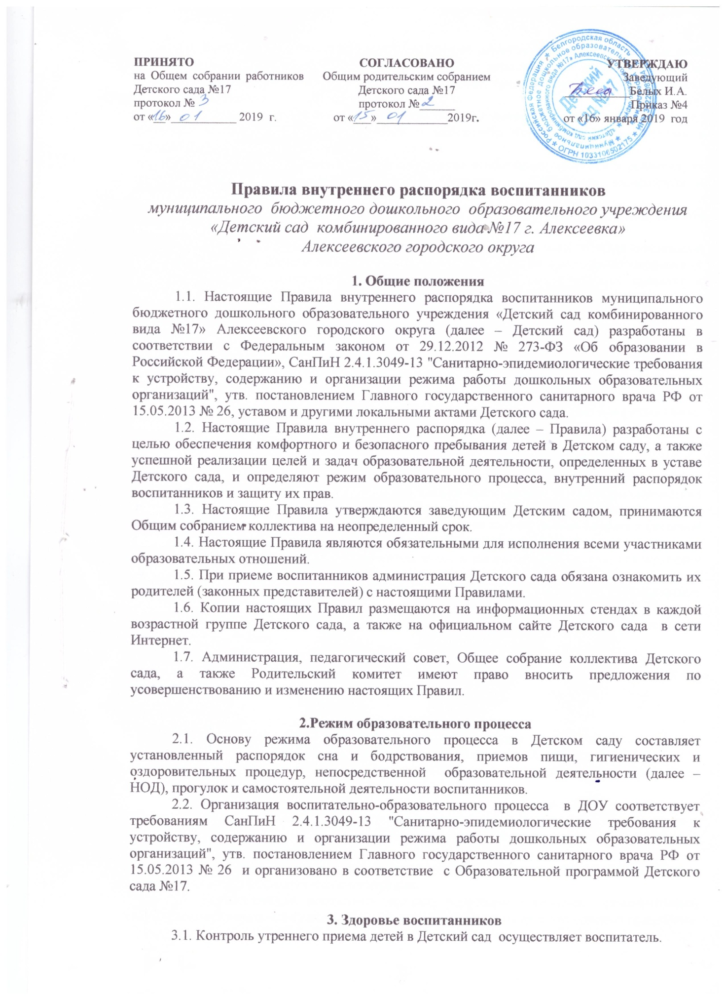 ПРИНЯТО
на Общем собрании работников
Детского сада №17
протокол № 3
от «16» 01 2019 г.
СОГЛАСОВАНО
Общим родительским собранием
Детского сада №17
протокол № 2
от «15» 01 2019г.
УТВЕРЖДАЮ
Заведующий
Белых И.А.
Приказ №4
от «16» января 2019 год
Российская Федерация * Белгородская область
ОГРН 1033106502175
Детский
сад №17
Правила внутреннего распорядка воспитанников
муниципального бюджетного дошкольного образовательного учреждения
«Детский сад комбинированного вида №17 г. Алексеевка»
Алексеевского городского округа
1. Общие положения
1.1. Настоящие Правила внутреннего распорядка воспитанников муниципального
бюджетного дошкольного образовательного учреждения «Детский сад комбинированного
вида №17» Алексеевского городского округа (далее – Детский сад) разработаны в
соответствии с Федеральным законом от 29.12.2012 № 273-ФЗ «Об образовании в
Российской Федерации», СанПиН 2.4.1.3049-13 "Санитарно-эпидемиологические требования
к устройству, содержанию и организации режима работы дошкольных образовательных
организаций", утв. постановлением Главного государственного санитарного врача РФ от
15.05.2013 № 26, уставом и другими локальными актами Детского сада.
1.2. Настоящие Правила внутреннего распорядка (далее – Правила) разработаны с
целью обеспечения комфортного и безопасного пребывания детей в Детском саду, а также
успешной реализации целей и задач образовательной деятельности, определенных в уставе
Детского сада, и определяют режим образовательного процесса, внутренний распорядок
воспитанников и защиту их прав.
1.3. Настоящие Правила утверждаются заведующим Детским садом, принимаются
Общим собранием коллектива на неопределенный срок.
1.4. Настоящие Правила являются обязательными для исполнения всеми участниками
образовательных отношений.
1.5. При приеме воспитанников администрация Детского сада обязана ознакомить их
родителей (законных представителей) с настоящими Правилами.
1.6. Копии настоящих Правил размещаются на информационных стендах в каждой
возрастной группе Детского сада, а также на официальном сайте Детского сада в сети
Интернет.
1.7. Администрация, педагогический совет, Общее собрание коллектива Детского
сада, а также Родительский комитет имеют право вносить предложения по
усовершенствованию и изменению настоящих Правил.
2.Режим образовательного процесса
2.1. Основу режима образовательного процесса в Детском саду составляет
установленный распорядок сна и бодрствования, приемов пищи, гигиенических и
оздоровительных процедур, непосредственной образовательной деятельности (далее –
НОД), прогулок и самостоятельной деятельности воспитанников.
2.2. Организация воспитательно-образовательного процесса в ДОУ соответствует
требованиям СанПиН 2.4.1.3049-13 "Санитарно-эпидемиологические требования к
устройству, содержанию и организации режима работы дошкольных образовательных
организаций", утв. постановлением Главного государственного санитарного врача РФ от
15.05.2013 № 26 и организовано в соответствие с Образовательной программой Детского
сада №17.
3. Здоровье воспитанников
3.1. Контроль утреннего приема детей в Детский сад осуществляет воспитатель.